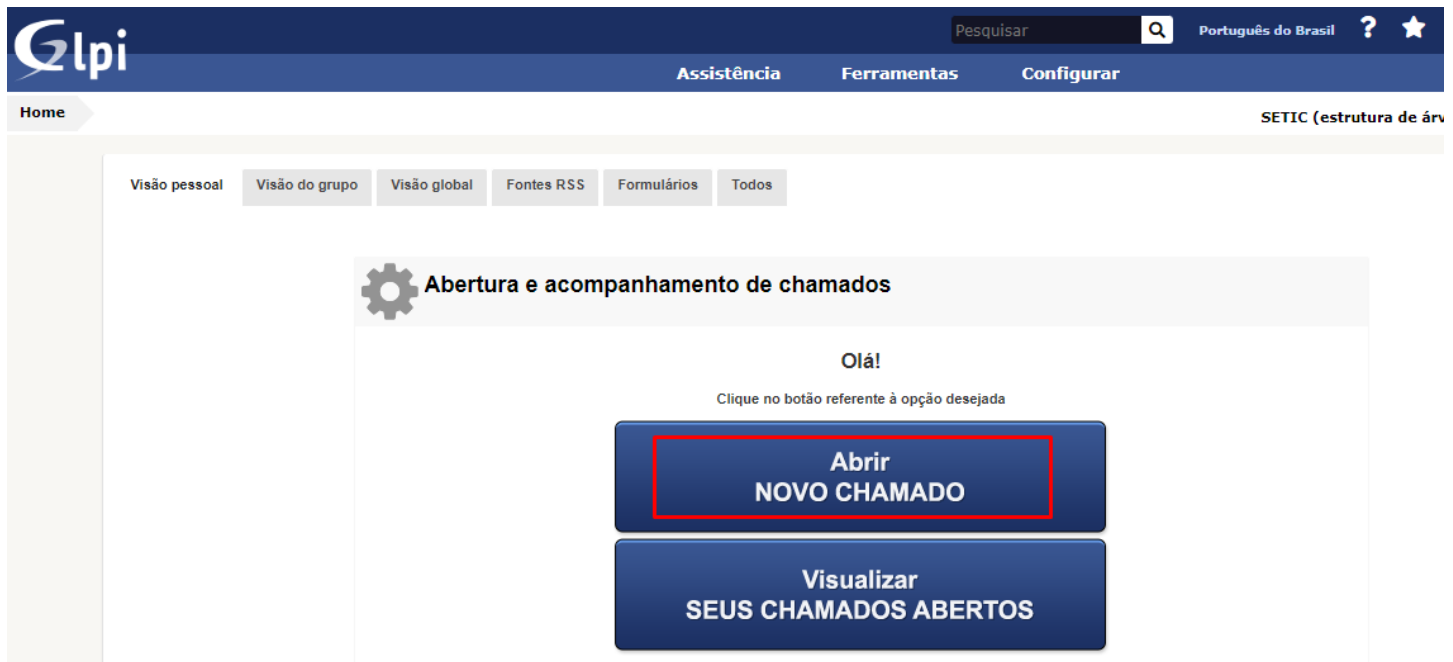 Glpi
Pesquisar
Português do Brasil ?
Assistência Ferramentas Configurar
Home
SETIC (estrutura de árv
Visão pessoal Visão do grupo Visão global Fontes RSS Formulários Todos
Abertura e acompanhamento de chamados
Olá!
Clique no botão referente à opção desejada
Abrir
NOVO CHAMADO
Visualizar
SEUS CHAMADOS ABERTOS